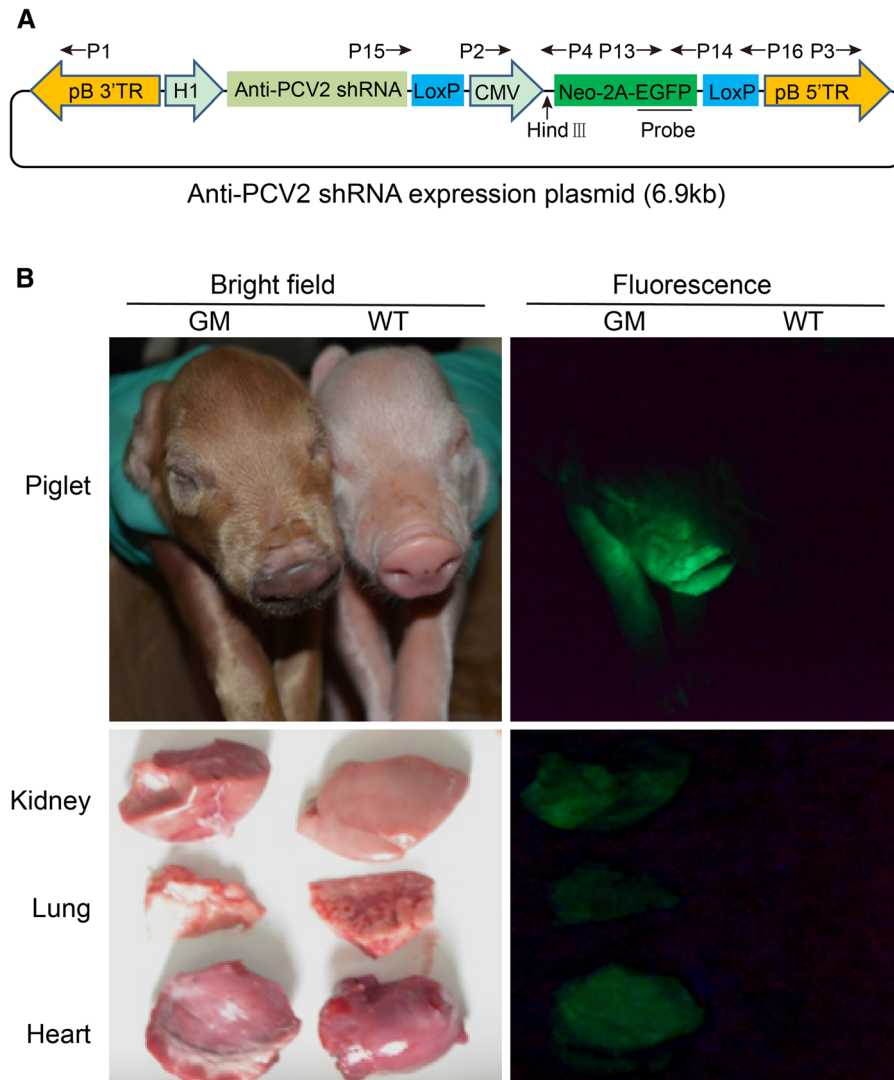 A
P1 P15 P2 P4 P13 P14 P16 P3
pB 3'TR H1 Anti-PCV2 shRNA LoxP CMV Neo-2A-EGFP LoxP pB 5'TR
Hind Ⅲ Probe
Anti-PCV2 shRNA expression plasmid (6.9kb)
B
Bright field Fluorescence
GM WT GM WT
Piglet
Kidney
Lung
Heart